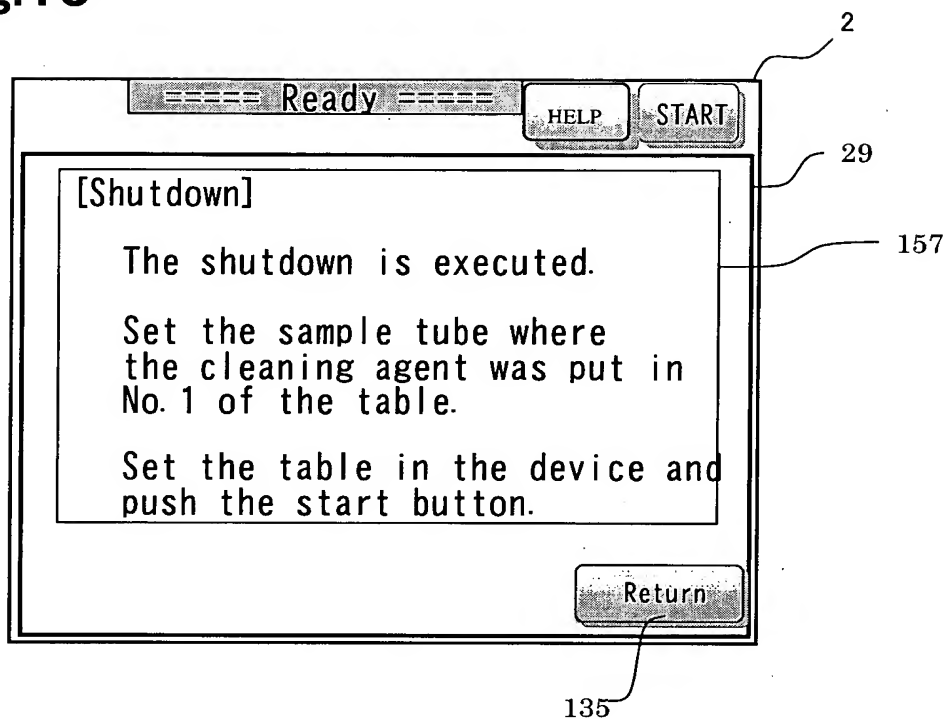 2
===== Ready =====
HELP
START
29
[Shutdown]
157
The shutdown is executed.
Set the sample tube where
the cleaning agent was put in
No. 1 of the table.
Set the table in the device and
push the start button.
Return
135